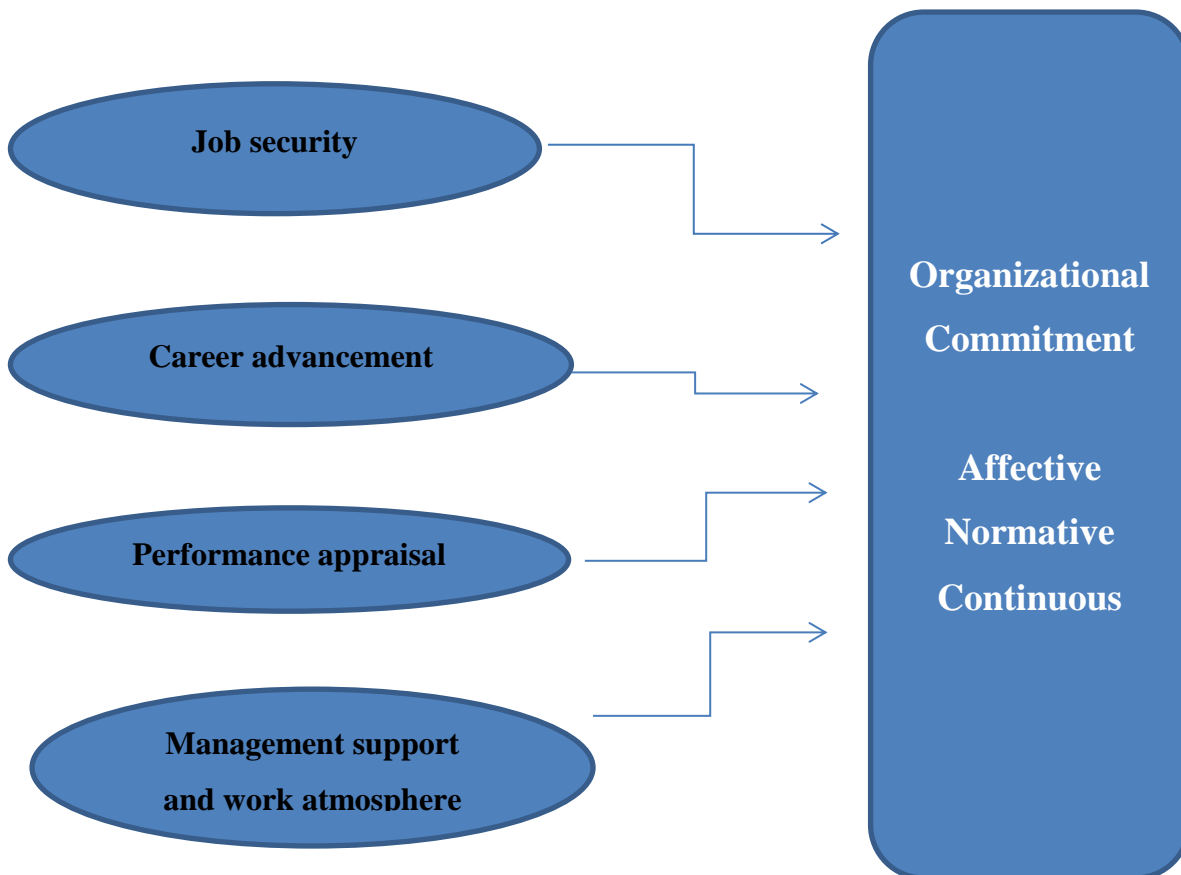 Job security
Career advancement
Performance appraisal
Management support
and work atmosphere
Organizational
Commitment
Affective
Normative
Continuous